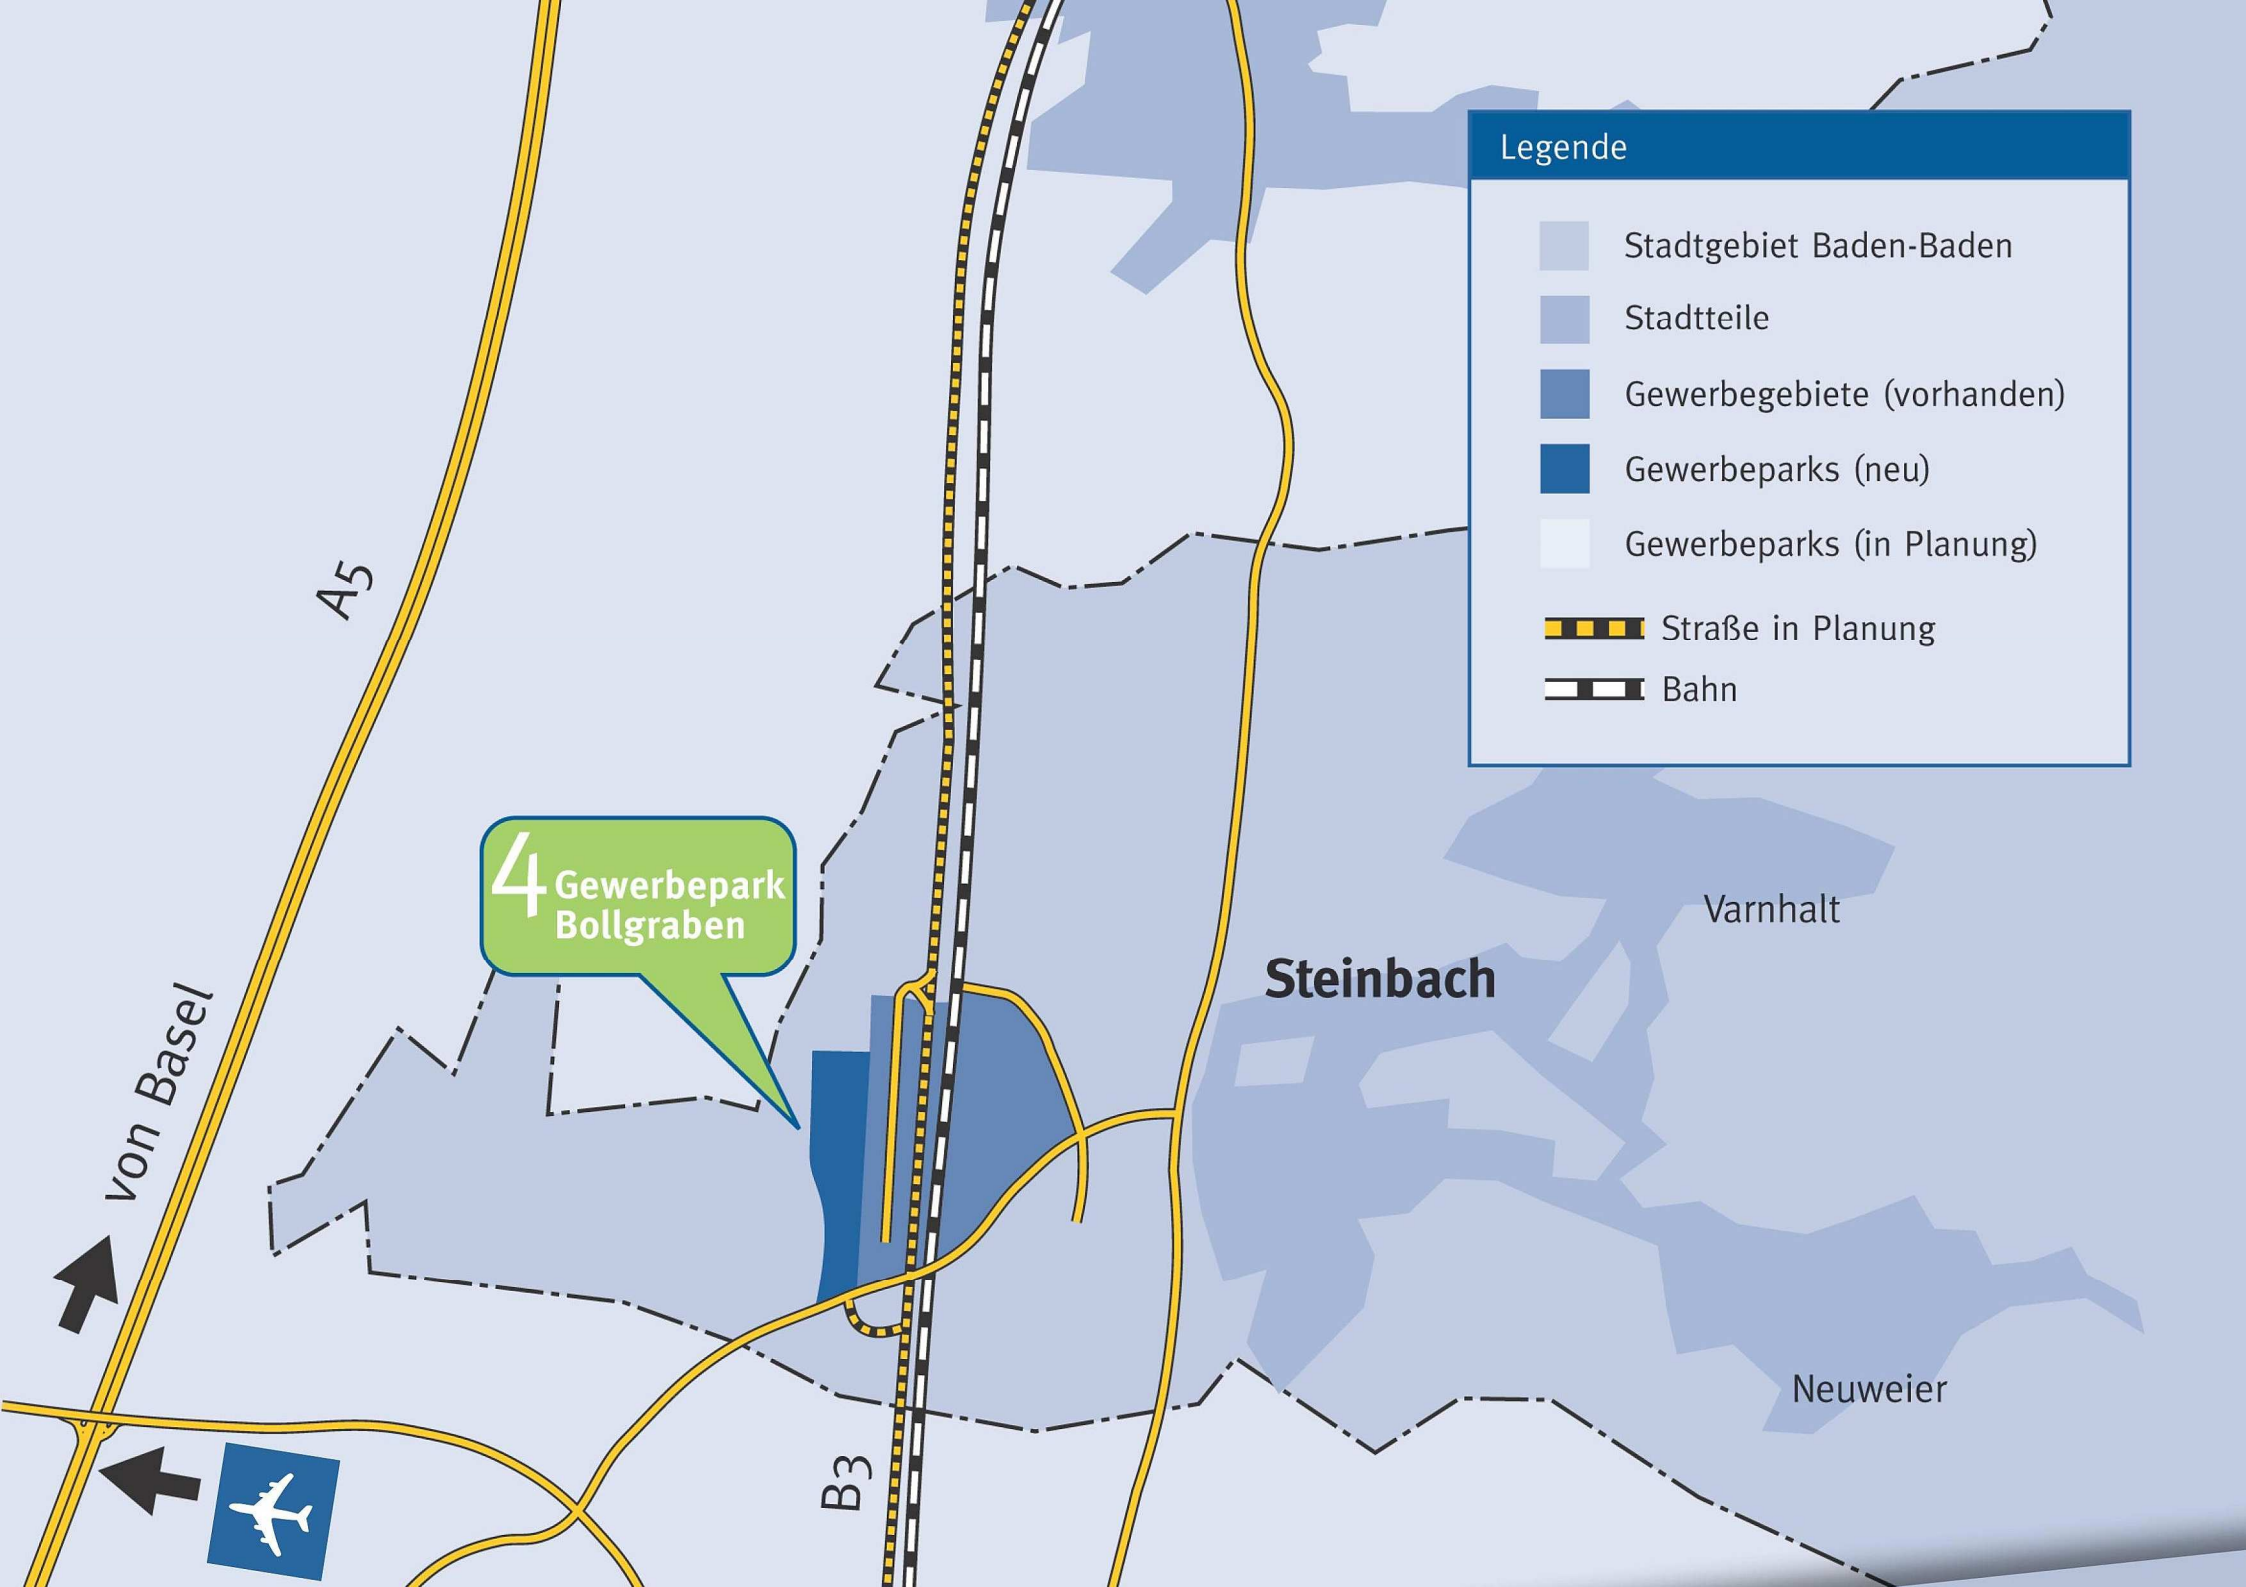 Legende
Stadtgebiet Baden-Baden
Stadtteile
Gewerbegebiete (vorhanden)
Gewerbeparks (neu)
Gewerbeparks (in Planung)
Straße in Planung
Bahn
A5
4 Gewerbepark
Bollgraben
Varnhalt
Steinbach
von Basel
Neuweier
B3